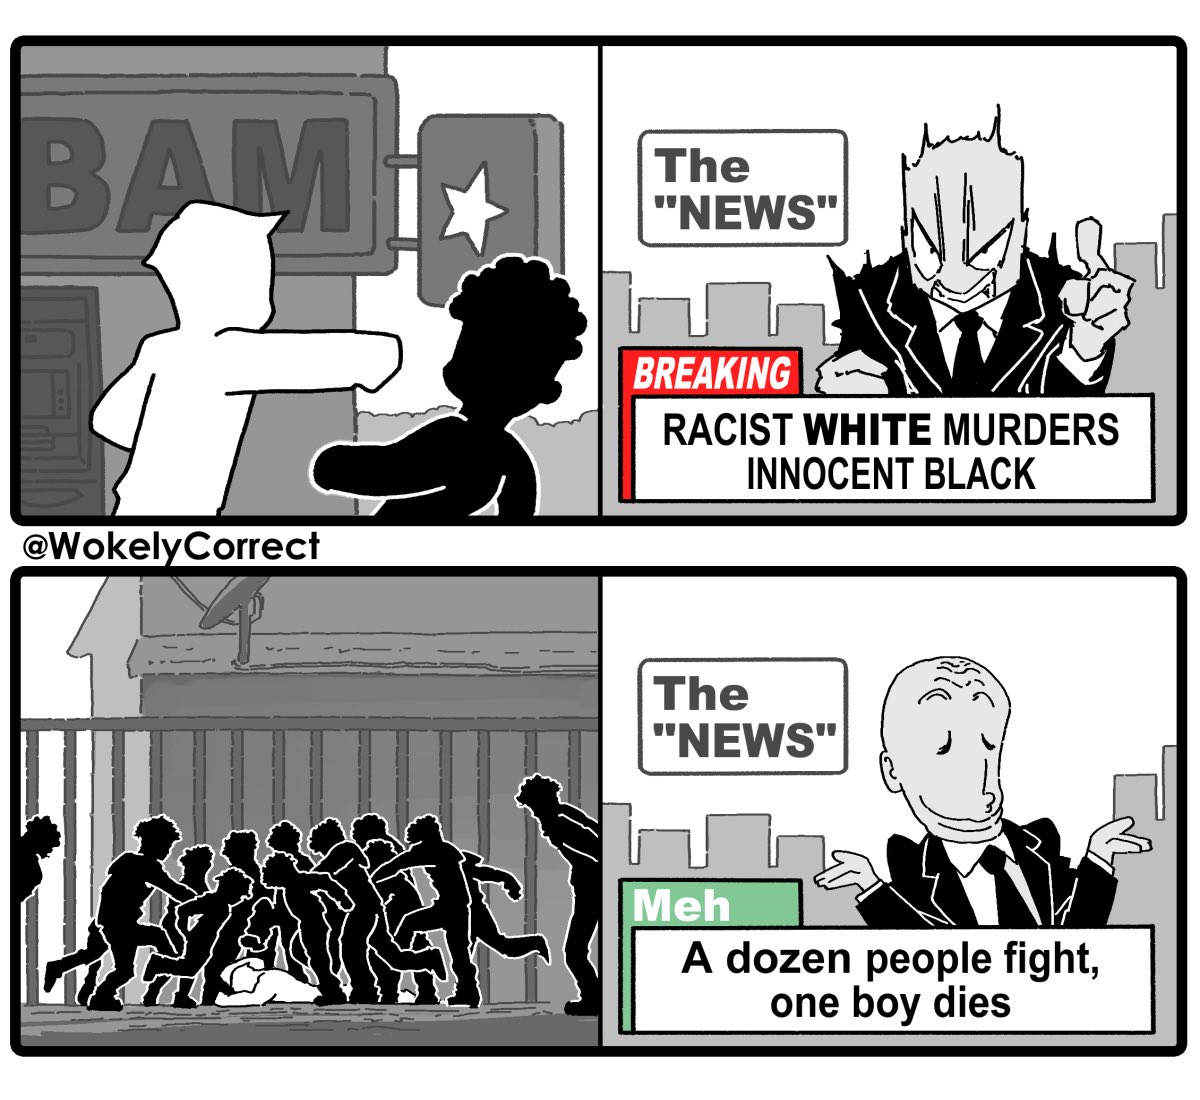 BAM
The
"NEWS"
BREAKING
RACIST WHITE MURDERS
INNOCENT BLACK
@WokelyCorrect
The
"NEWS"
Meh
A dozen people fight,
one boy dies